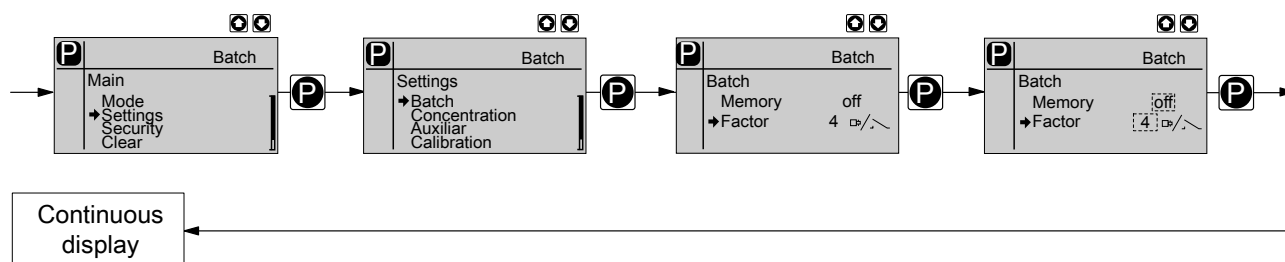 P Batch
Main
Mode
Settings
Security
Clear
P
P Batch
Settings
Batch
Concentration
Auxiliar
Calibration
P
P Batch
Batch
Memory off
Factor 4
P
P Batch
Batch
Memory off
Factor 4
P
Continuous
display